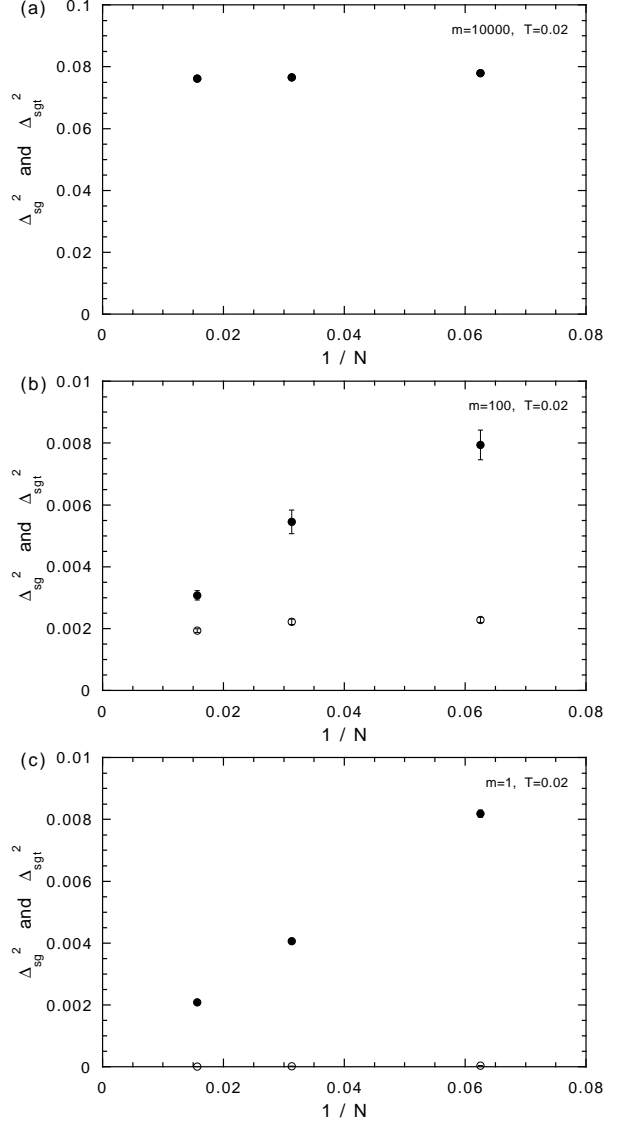 (a)
0.1
m=10000, T=0.02
0.08
0.06
0.04
0.02
0
Δsg² and Δsgt²
0 0.02 0.04 0.06 0.08
1 / N
(b)
0.01
m=100, T=0.02
0.008
0.006
0.004
0.002
0
Δsg² and Δsgt²
0 0.02 0.04 0.06 0.08
1 / N
(c)
0.01
m=1, T=0.02
0.008
0.006
0.004
0.002
0
Δsg² and Δsgt²
0 0.02 0.04 0.06 0.08
1 / N